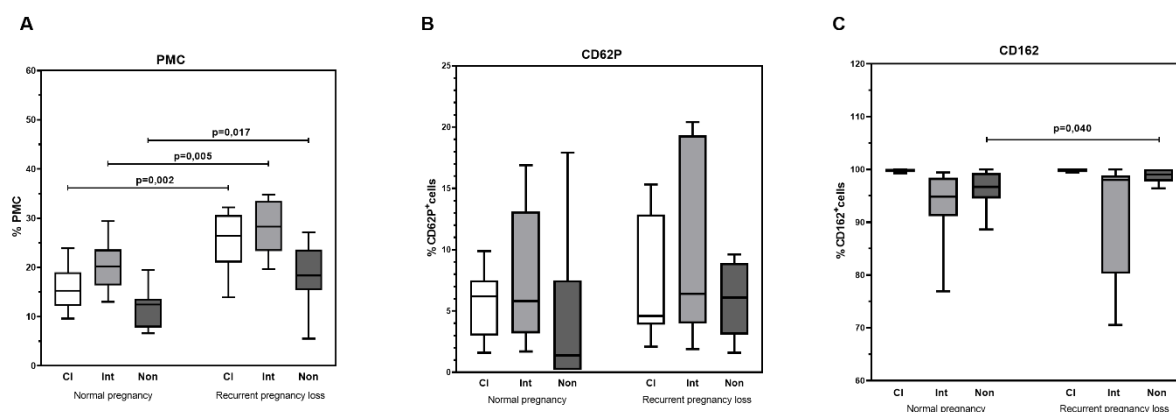 A
PMC
% PMC
60
50
40
30
20
10
0
p=0,017
p=0,005
p=0,002
Cl Int Non Cl Int Non
Normal pregnancy Recurrent pregnancy loss
B
CD62P
% CD62P+cells
25
20
15
10
5
0
Cl Int Non Cl Int Non
Normal pregnancy Recurrent pregnancy loss
C
CD162
% CD162+cells
120
110
100
90
80
70
60
p=0,040
Cl Int Non Cl Int Non
Normal pregnancy Recurrent pregnancy loss